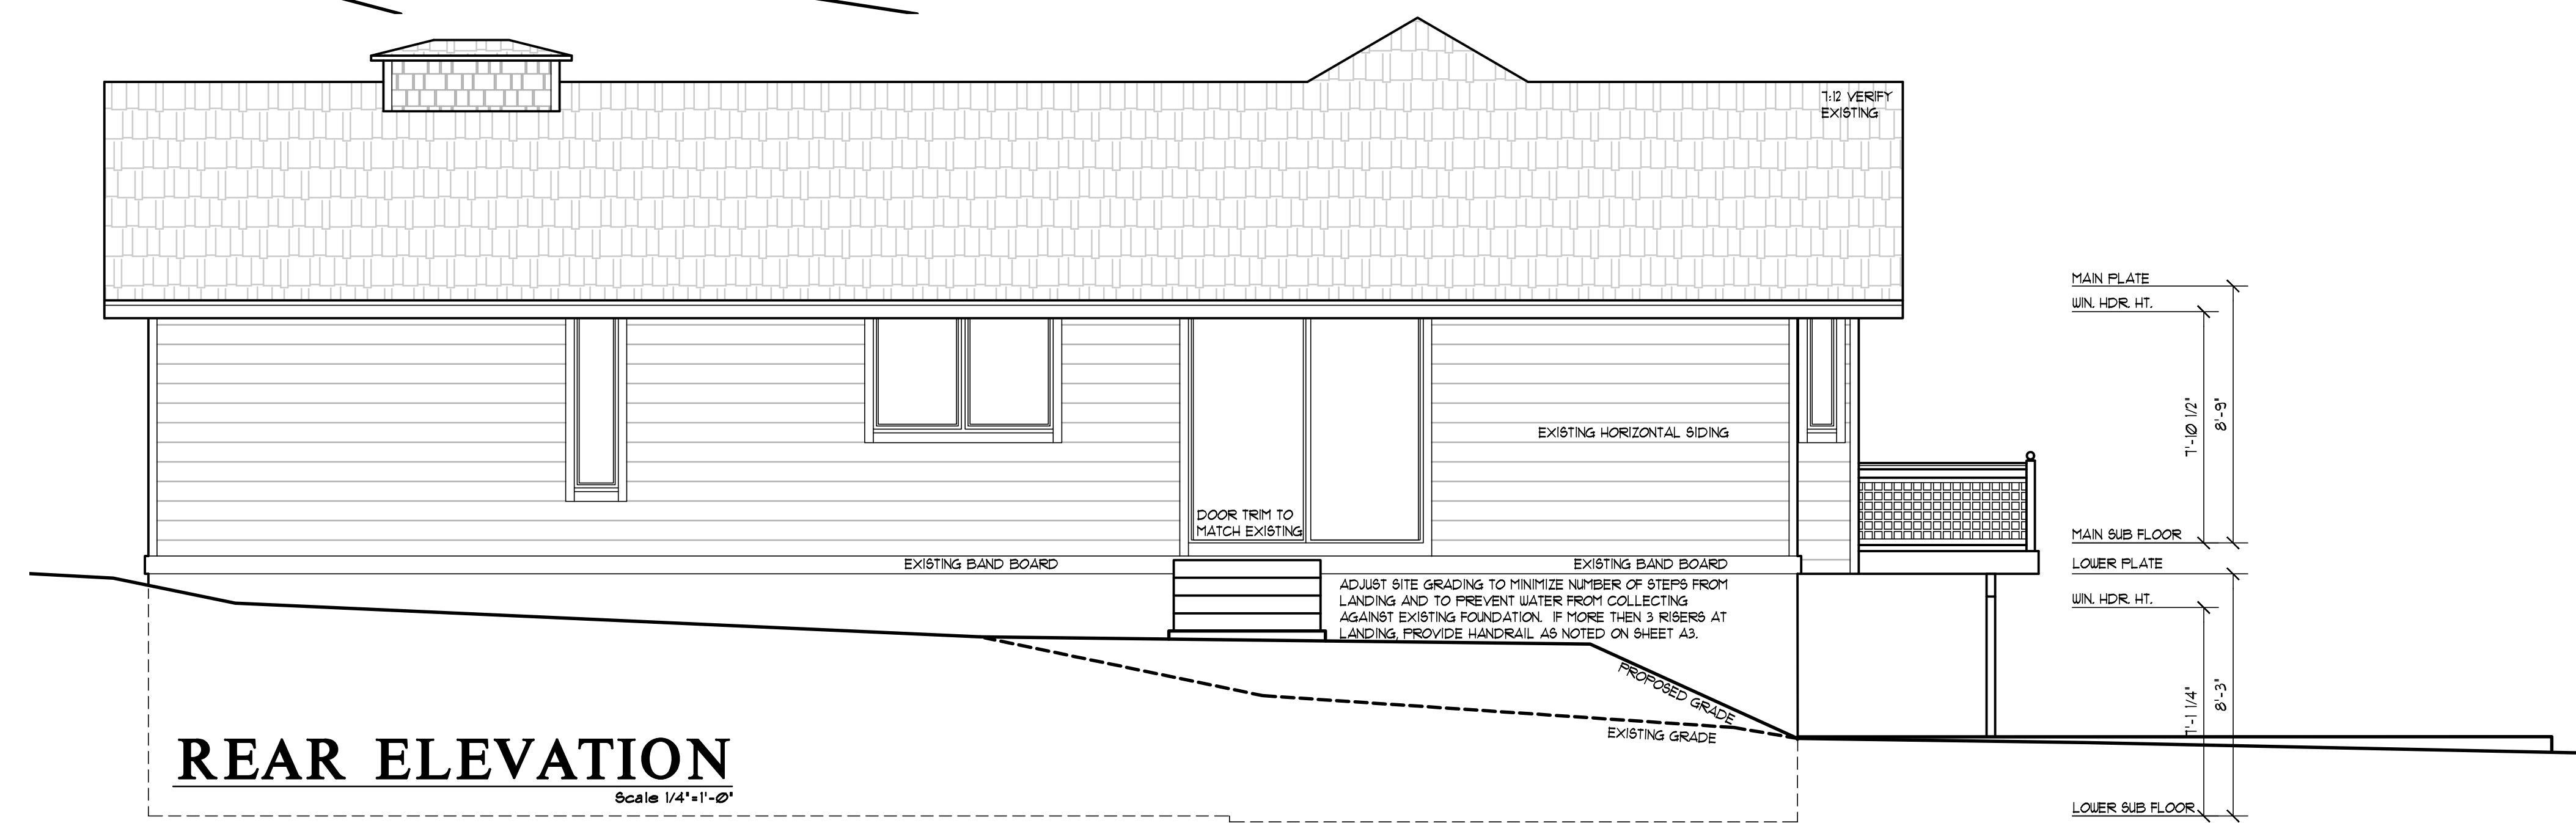 7:12 VERIFY
EXISTING
MAIN PLATE
WIN. HDR. HT.
7'-10 1/2"
8'-9"
EXISTING HORIZONTAL SIDING
DOOR TRIM TO
MATCH EXISTING
MAIN SUB FLOOR
EXISTING BAND BOARD
EXISTING BAND BOARD
LOWER PLATE
ADJUST SITE GRADING TO MINIMIZE NUMBER OF STEPS FROM
LANDING AND TO PREVENT WATER FROM COLLECTING
AGAINST EXISTING FOUNDATION. IF MORE THEN 3 RISERS AT
LANDING, PROVIDE HANDRAIL AS NOTED ON SHEET A3.
WIN. HDR. HT.
PROPOSED GRADE
EXISTING GRADE
7'-1 1/4"
8'-3"
REAR ELEVATION
Scale 1/4"=1'-0"
LOWER SUB FLOOR